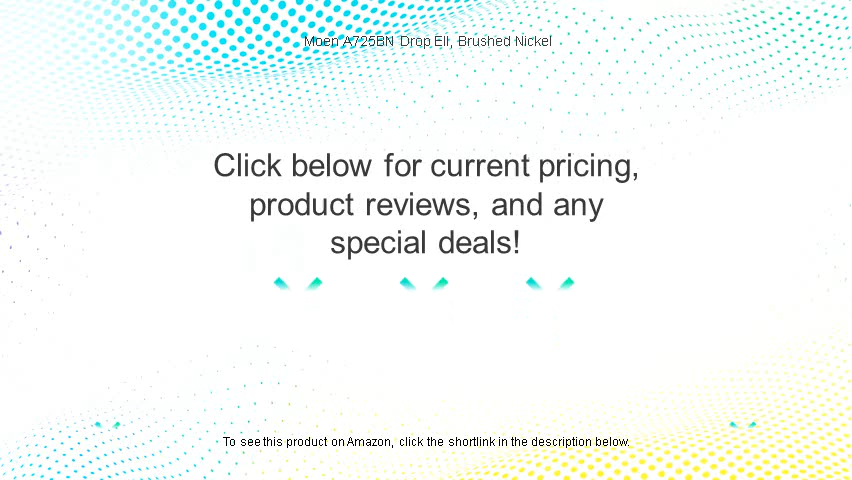 Moen A725BN Drop Ell, Brushed Nickel
Click below for current pricing,
product reviews, and any
special deals!
To see this product on Amazon, click the shortlink in the description below.